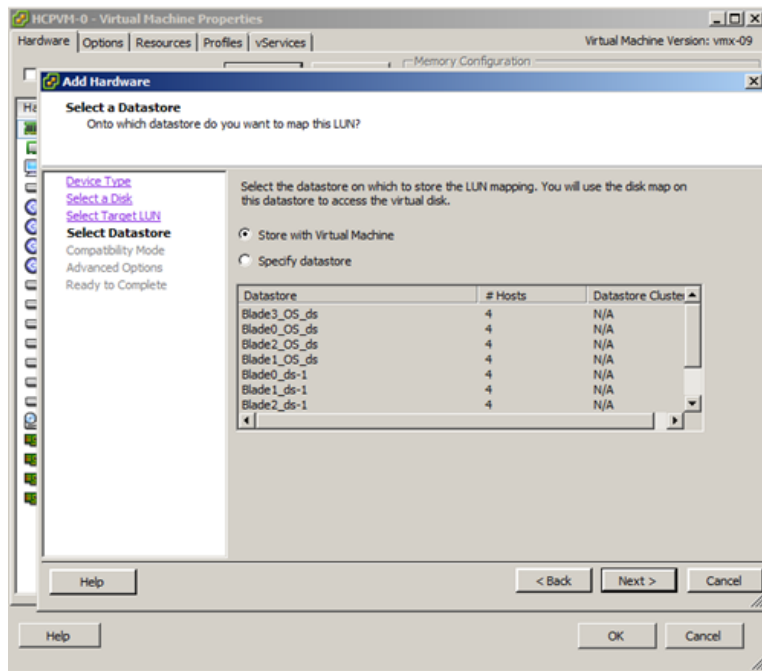 HCPVM-0 - Virtual Machine Properties
Hardware Options Resources Profiles vServices Virtual Machine Version: vmx-09
Memory Configuration
Add Hardware
Select a Datastore
Onto which datastore do you want to map this LUN?
Device Type
Select a Disk
Select Target LUN
Select Datastore
Compatibility Mode
Advanced Options
Ready to Complete
Select the datastore on which to store the LUN mapping. You will use the disk map on
this datastore to access the virtual disk.
Store with Virtual Machine
Specify datastore
Datastore # Hosts Datastore Cluster
Blade3_OS_ds 4 N/A
Blade0_OS_ds 4 N/A
Blade2_OS_ds 4 N/A
Blade1_OS_ds 4 N/A
Blade0_ds-1 4 N/A
Blade1_ds-1 4 N/A
Blade2_ds-1 4 N/A
Help < Back Next > Cancel
Help OK Cancel